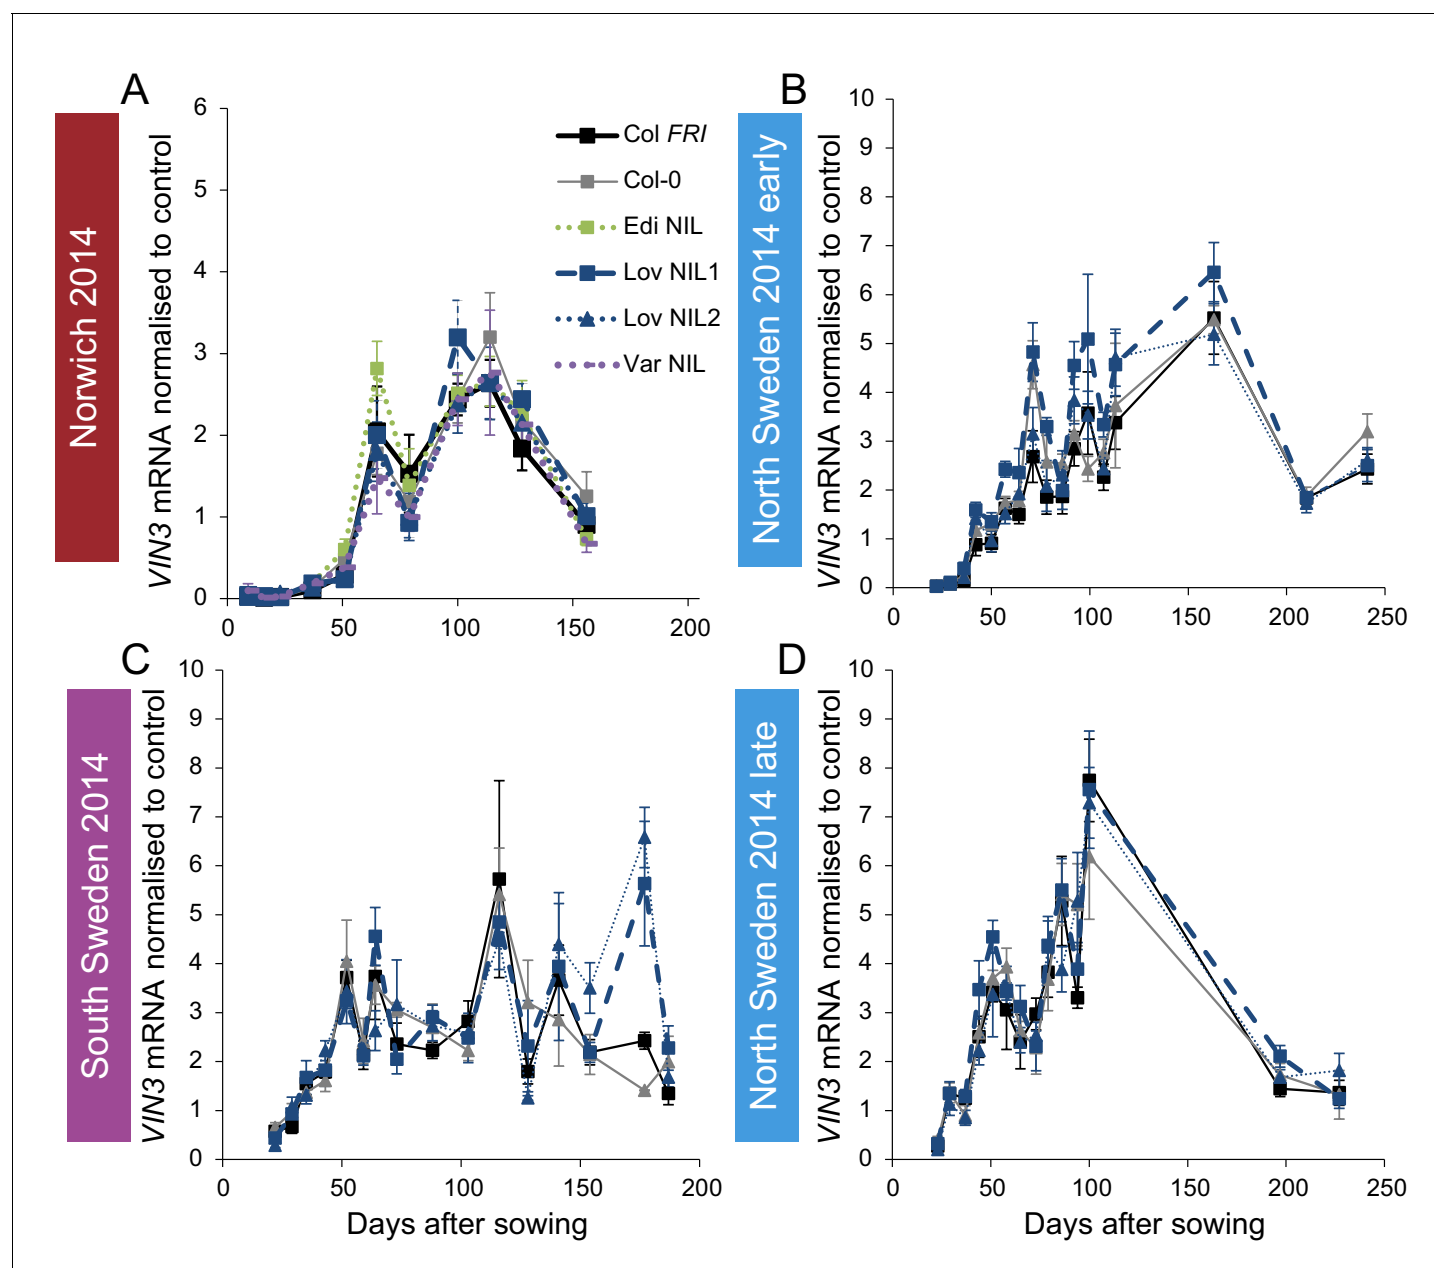 A
Norwich 2014
VIN3 mRNA normalised to control
6
5
4
3
2
1
0
0 50 100 150 200
Col FRI
Col-0
Edi NIL
Lov NIL1
Lov NIL2
Var NIL
B
North Sweden 2014 early
VIN3 mRNA normalised to control
10
9
8
7
6
5
4
3
2
1
0
0 50 100 150 200 250
C
South Sweden 2014
VIN3 mRNA normalised to control
10
9
8
7
6
5
4
3
2
1
0
0 50 100 150 200
Days after sowing
D
North Sweden 2014 late
VIN3 mRNA normalised to control
10
9
8
7
6
5
4
3
2
1
0
0 50 100 150 200 250
Days after sowing